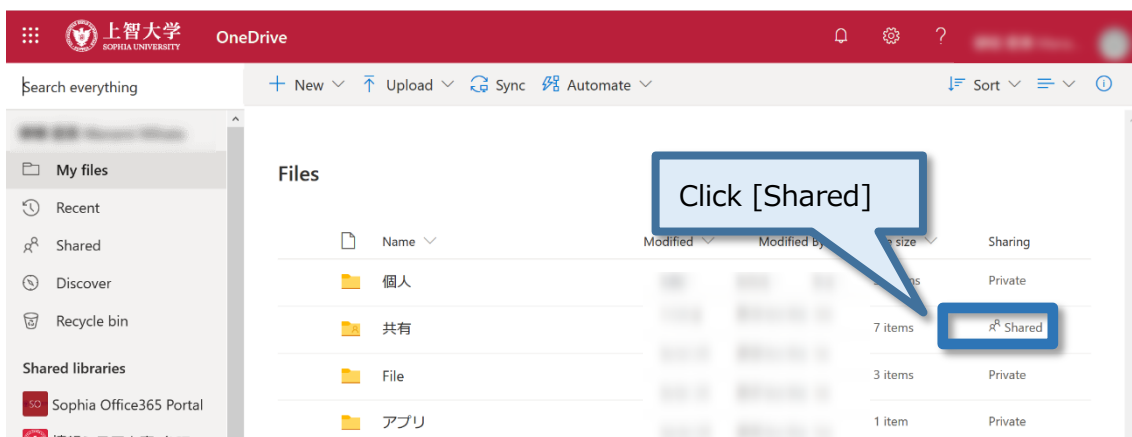 上智大学
SOPHIA UNIVERSITY
OneDrive
?
Search everything
New
Upload
Sync
Automate
Sort
My files
Recent
Shared
Discover
Recycle bin
Shared libraries
SO
Sophia Office365 Portal
Files
Click [Shared]
Name
Modified
Modified By
size
Sharing
個人
Private
共有
7 items
Shared
File
3 items
Private
アプリ
1 item
Private